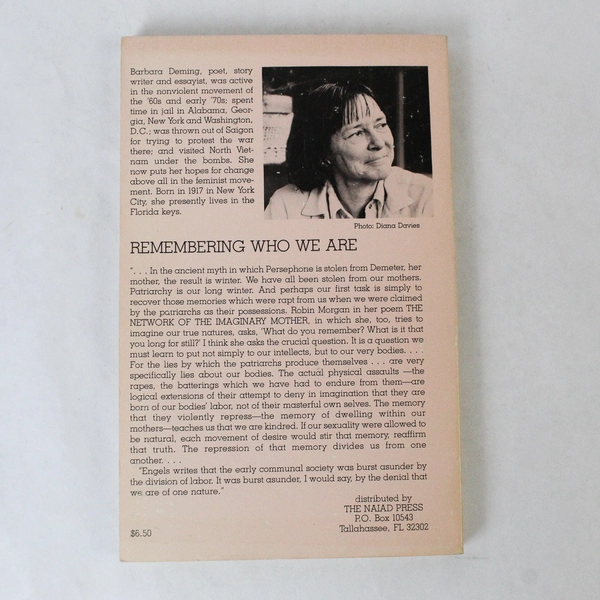 Barbara Deming, poet, story
writer and essayist, was active
in the nonviolent movement of
the '60s and early '70s; spent
time in jail in Alabama, Geor-
gia, New York and Washington,
D.C.; was thrown out of Saigon
for trying to protest the war
there; and visited North Viet-
nam under the bombs. She
now puts her hopes for change
above all in the feminist move-
ment. Born in 1917 in New York
City, she presently lives in the
Florida keys.
Photo: Diana Davies
REMEMBERING WHO WE ARE
". . . In the ancient myth in which Persephone is stolen from Demeter, her
mother, the result is winter. We have all been stolen from our mothers.
Patriarchy is our long winter. And perhaps our first task is simply to
recover those memories which were rapt from us when we were claimed
by the patriarchs as their possessions. Robin Morgan in her poem THE
NETWORK OF THE IMAGINARY MOTHER, in which she, too, tries to
imagine our true natures, asks, 'What do you remember? What is it that
you long for still?' I think she asks the crucial question. It is a question we
must learn to put not simply to our intellects, but to our very bodies. . . .
For the lies by which the patriarchs produce themselves . . . are very
specifically lies about our bodies. The actual physical assaults —the
rapes, the batterings which we have had to endure from them—are
logical extensions of their attempt to deny in imagination that they are
born of our bodies' labor, not of their masterful own selves. The memory
that they violently repress—the memory of dwelling within our
mothers—teaches us that we are kindred. If our sexuality were allowed to
be natural, each movement of desire would stir that memory, reaffirm
that truth. The repression of that memory divides us from one
another. . . .
"Engels writes that the early communal society was burst asunder by
the division of labor. It was burst asunder, I would say, by the denial that
we are of one nature."
distributed by
THE NAIAD PRESS
P.O. Box 10543
Tallahassee, FL 32302
$6.50